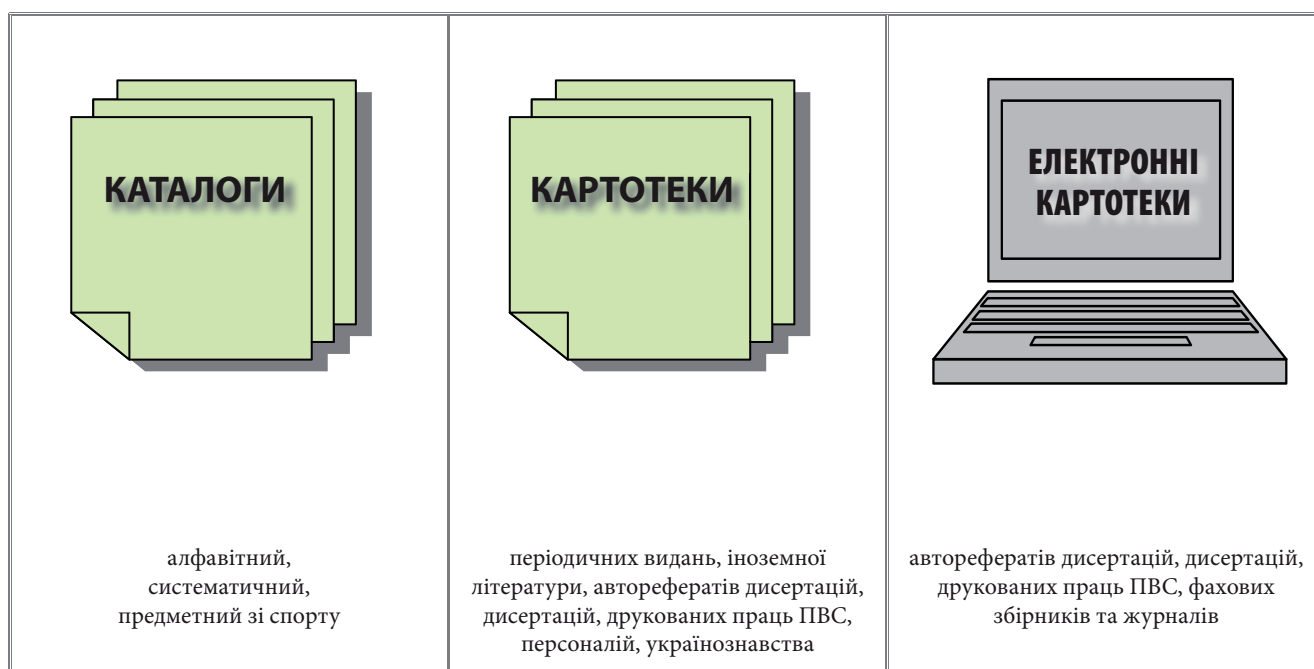 КАТАЛОГИ
алфавітний,
систематичний,
предметний зі спорту
КАРТОТЕКИ
періодичних видань, іноземної
літератури, авторефератів дисертацій,
дисертацій, друкованих праць ПВС,
персоналій, українознавства
ЕЛЕКТРОННІ
КАРТОТЕКИ
авторефератів дисертацій, дисертацій,
друкованих праць ПВС, фахових
збірників та журналів